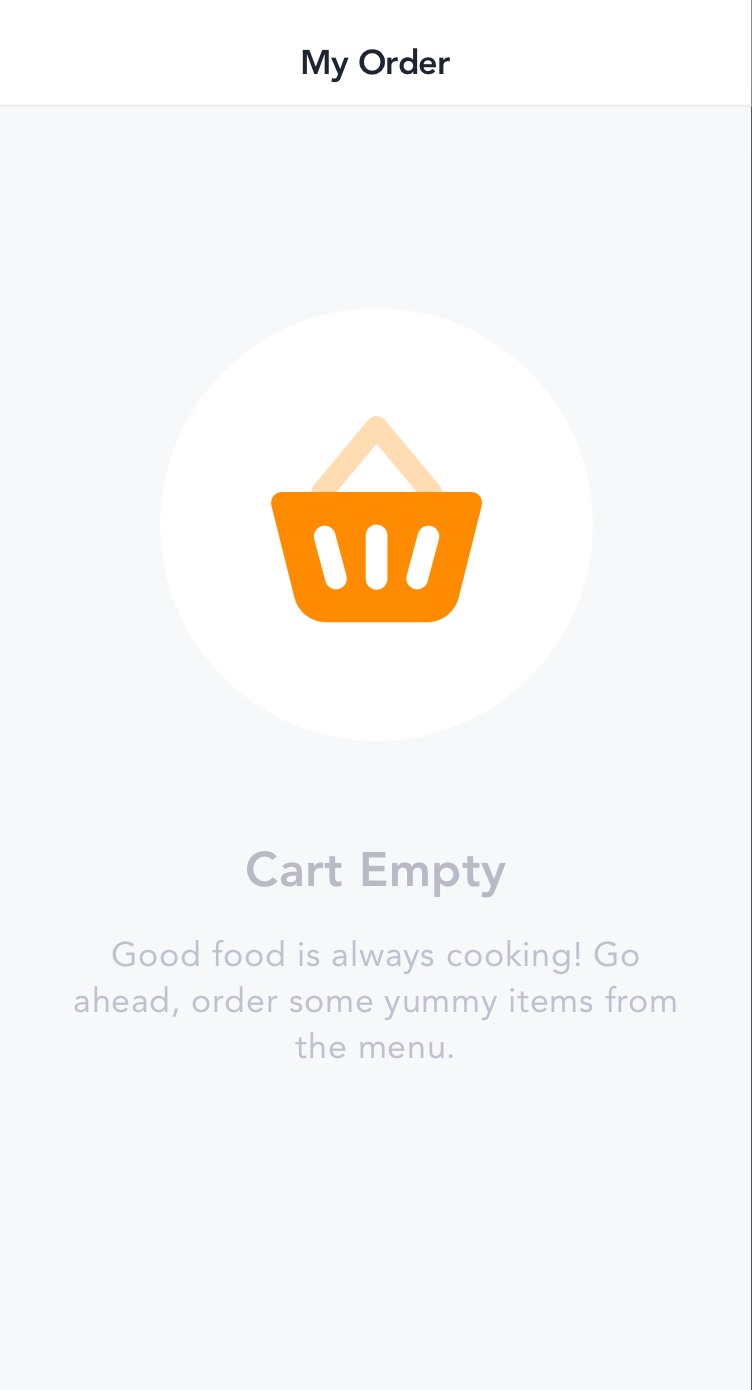 My Order
Cart Empty
Good food is always cooking! Go
ahead, order some yummy items from
the menu.